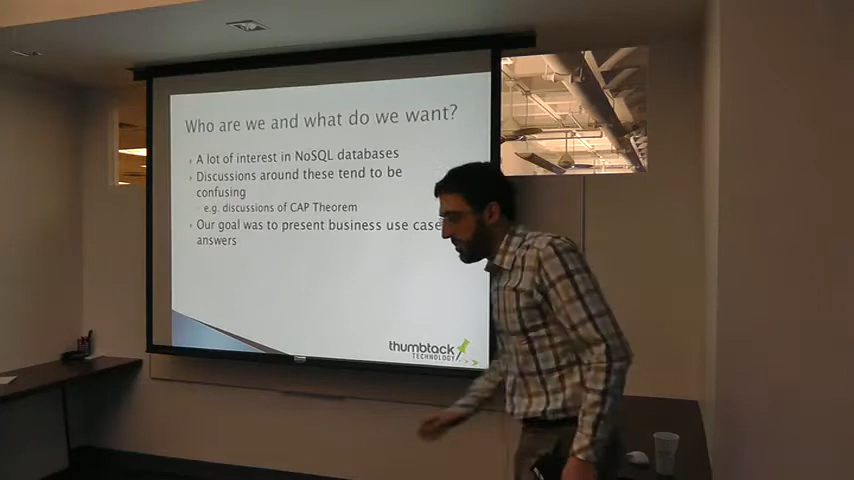 Who are we and what do we want?
A lot of interest in NoSQL databases
Discussions around these tend to be
confusing
e.g. discussions of CAP Theorem
Our goal was to present business use case
answers
thumbtack
TECHNOLOGY